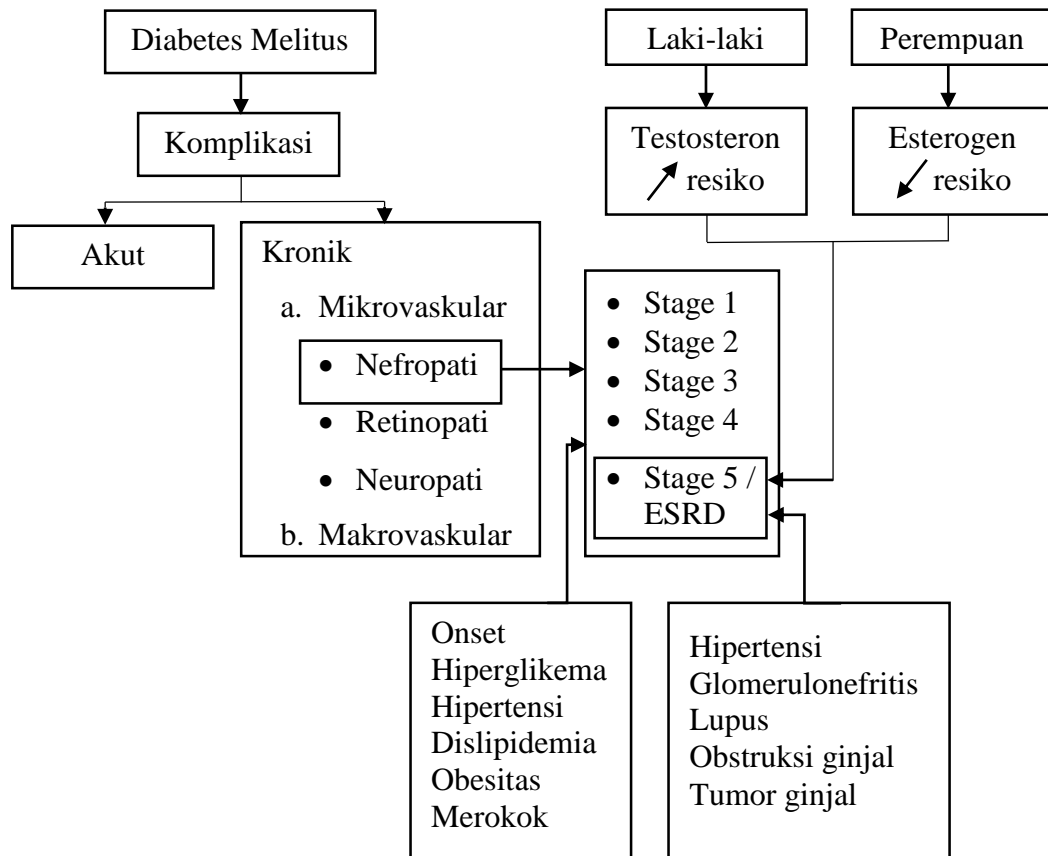 Diabetes Melitus
Komplikasi
Akut
Kronik
a. Mikrovaskular
• Nefropati
• Retinopati
• Neuropati
b. Makrovaskular
Laki-laki
Testosteron
resiko
Perempuan
Esterogen
resiko
• Stage 1
• Stage 2
• Stage 3
• Stage 4
• Stage 5 /
ESRD
Onset
Hiperglikema
Hipertensi
Dislipidemia
Obesitas
Merokok
Hipertensi
Glomerulonefritis
Lupus
Obstruksi ginjal
Tumor ginjal